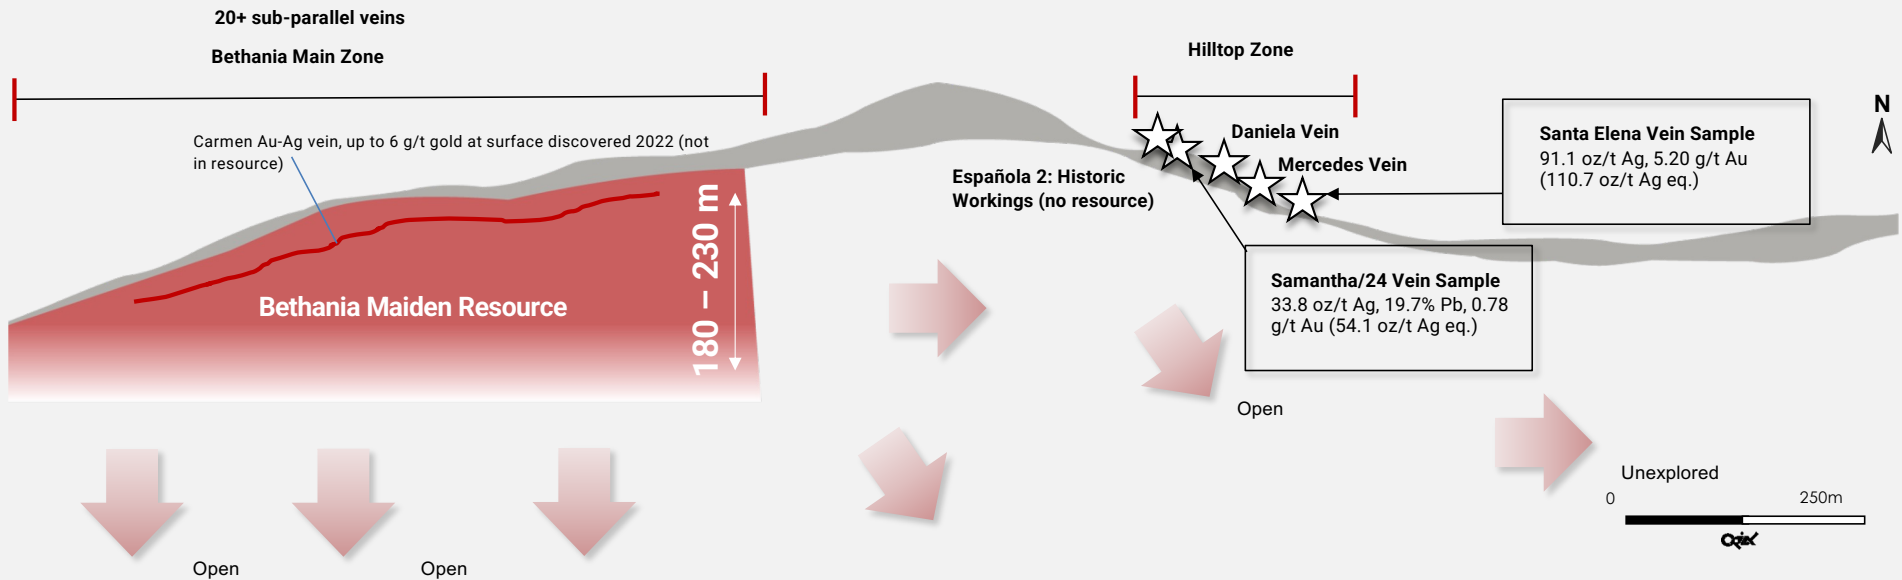 20+ sub-parallel veins
Bethania Main Zone
Hilltop Zone
N
Carmen Au-Ag vein, up to 6 g/t gold at surface discovered 2022 (not
in resource)
Daniela Vein
Mercedes Vein
Santa Elena Vein Sample
91.1 oz/t Ag, 5.20 g/t Au
(110.7 oz/t Ag eq.)
Española 2: Historic
Workings (no resource)
180 – 230 m
Bethania Maiden Resource
Samantha/24 Vein Sample
33.8 oz/t Ag, 19.7% Pb, 0.78
g/t Au (54.1 oz/t Ag eq.)
Open
Unexplored
0 250m
Open Open